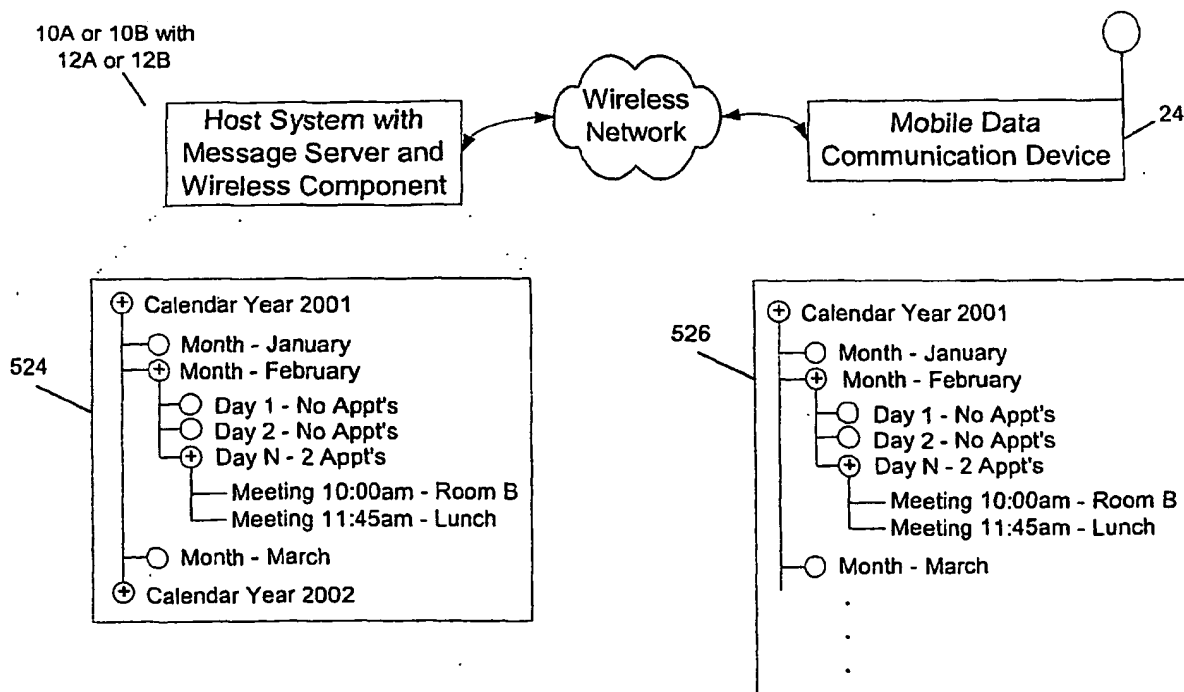 10A or 10B with
12A or 12B
Host System with
Message Server and
Wireless Component
Wireless
Network
Mobile Data
Communication Device
24
524
Calendar Year 2001
Month - January
Month - February
Day 1 - No Appt's
Day 2 - No Appt's
Day N - 2 Appt's
Meeting 10:00am - Room B
Meeting 11:45am - Lunch
Month - March
Calendar Year 2002
526
Calendar Year 2001
Month - January
Month - February
Day 1 - No Appt's
Day 2 - No Appt's
Day N - 2 Appt's
Meeting 10:00am - Room B
Meeting 11:45am - Lunch
Month - March